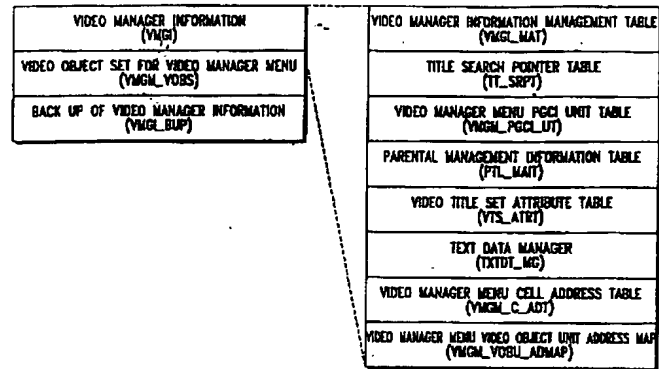 VIDEO MANAGER INFORMATION
(VMGI)
VIDEO OBJECT SET FOR VIDEO MANAGER MENU
(VMGM_VOBS)
BACK UP OF VIDEO MANAGER INFORMATION
(VMGI_BUP)
VIDEO MANAGER INFORMATION MANAGEMENT TABLE
(VMGI_MAT)
TITLE SEARCH POINTER TABLE
(TT_SRPT)
VIDEO MANAGER MENU PGCI UNIT TABLE
(VMGM_PGCI_UT)
PARENTAL MANAGEMENT INFORMATION TABLE
(PTL_MAIT)
VIDEO TITLE SET ATTRIBUTE TABLE
(VTS_ATRT)
TEXT DATA MANAGER
(TXTDT_MG)
VIDEO MANAGER MENU CELL ADDRESS TABLE
(VMGM_C_ADT)
VIDEO MANAGER MENU VIDEO OBJECT UNIT ADDRESS MAP
(VMGM_VOBU_ADMAP)